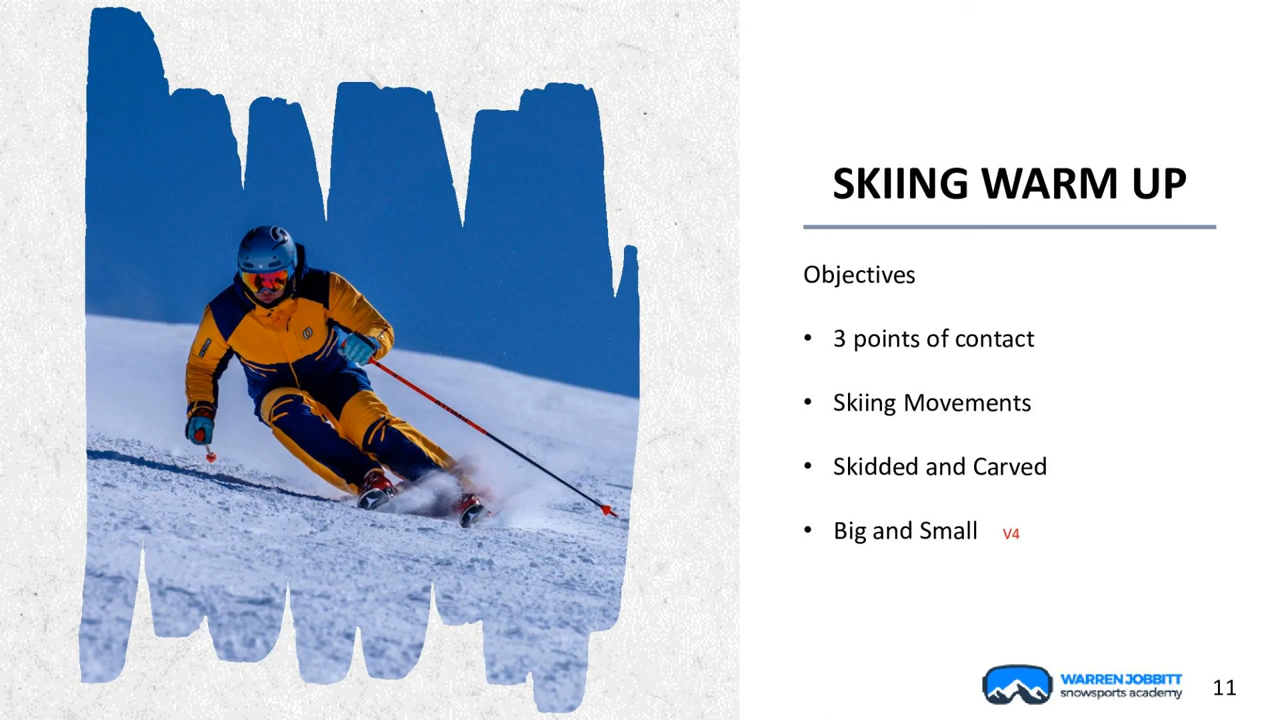 SKIING WARM UP
Objectives
• 3 points of contact
• Skiing Movements
• Skidded and Carved
• Big and Small V4
WARREN JOBBITT
snowsports academy
11